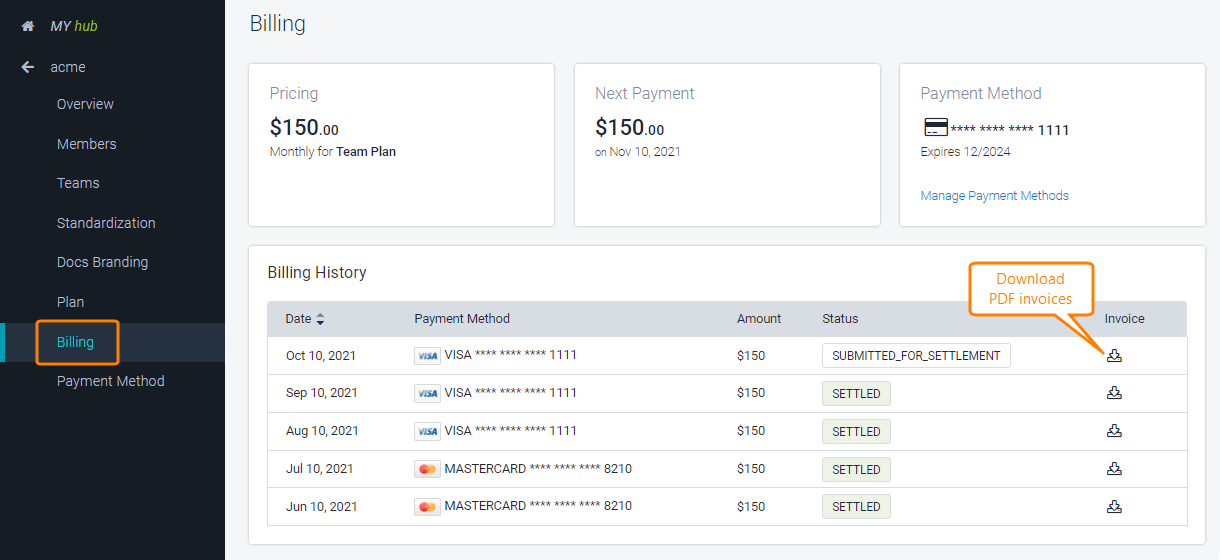 MY hub
acme
Overview
Members
Teams
Standardization
Docs Branding
Plan
Billing
Payment Method
Billing
Pricing
$150.00
Monthly for Team Plan
Next Payment
$150.00
on Nov 10, 2021
Payment Method
**** **** **** 1111
Expires 12/2024
Manage Payment Methods
Billing History
Download
PDF invoices
Date Payment Method Amount Status Invoice
Oct 10, 2021 VISA VISA **** **** **** 1111 $150 SUBMITTED_FOR_SETTLEMENT
Sep 10, 2021 VISA VISA **** **** **** 1111 $150 SETTLED
Aug 10, 2021 VISA VISA **** **** **** 1111 $150 SETTLED
Jul 10, 2021 MASTERCARD **** **** **** 8210 $150 SETTLED
Jun 10, 2021 MASTERCARD **** **** **** 8210 $150 SETTLED